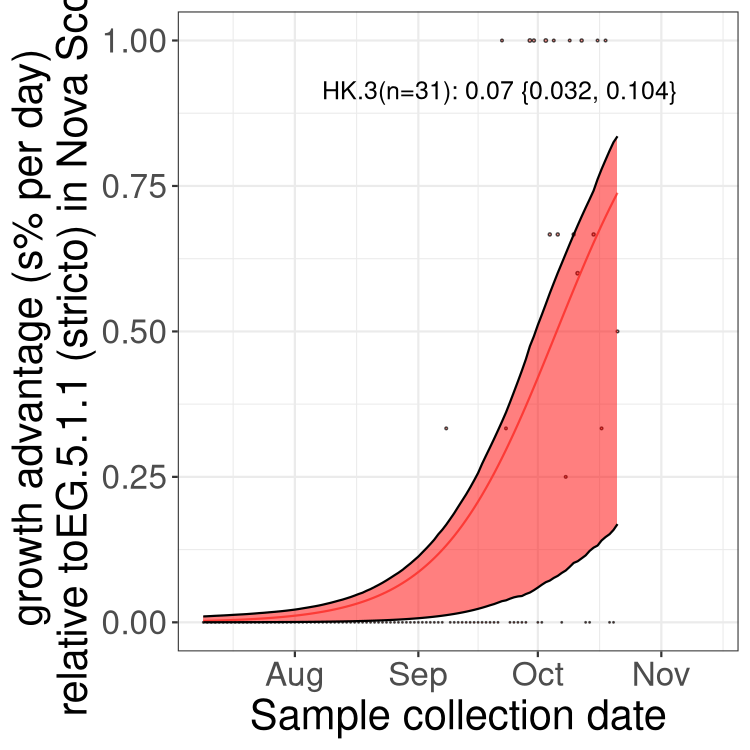 growth advantage (s% per day)
relative toEG.5.1.1 (stricto) in Nova Sco
1.00
0.75
0.50
0.25
0.00
HK.3(n=31): 0.07 {0.032, 0.104}
Aug Sep Oct Nov
Sample collection date